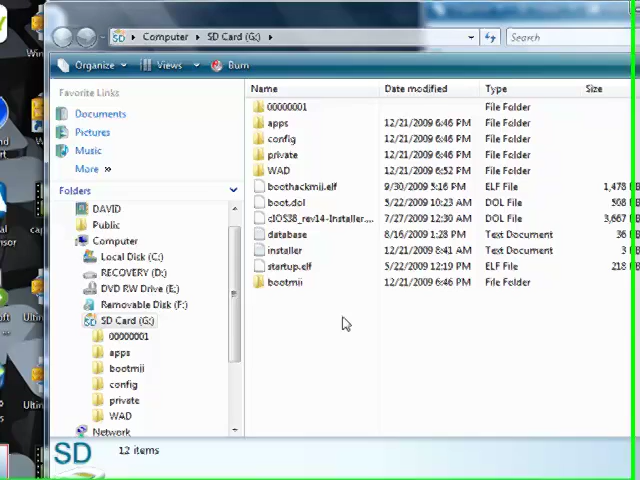 SD Computer SD Card (G:) Search
Organize Views Burn
Favorite Links
Documents
Pictures
Music
More »
Folders
DAVID
Public
Computer
Local Disk (C:)
RECOVERY (D:)
DVD RW Drive (E:)
Removable Disk (F:)
SD Card (G:)
00000001
apps
bootmii
config
private
WAD
Network
Name Date modified Type Size
00000001 File Folder
apps 12/21/2009 6:46 PM File Folder
config 12/21/2009 6:46 PM File Folder
private 12/21/2009 6:46 PM File Folder
WAD 12/21/2009 6:52 PM File Folder
boothackmii.elf 9/30/2009 5:16 PM ELF File 1,478
boot.dol 5/22/2009 10:23 AM DOL File 508
cIOS38_rev14-Installer.... 7/27/2009 12:30 AM DOL File 3,667
database 8/16/2009 1:28 PM Text Document 36
installer 12/21/2009 8:41 AM Text Document 3
startup.elf 5/22/2009 12:19 PM ELF File 218
bootmii 12/21/2009 6:46 PM File Folder
SD 12 items